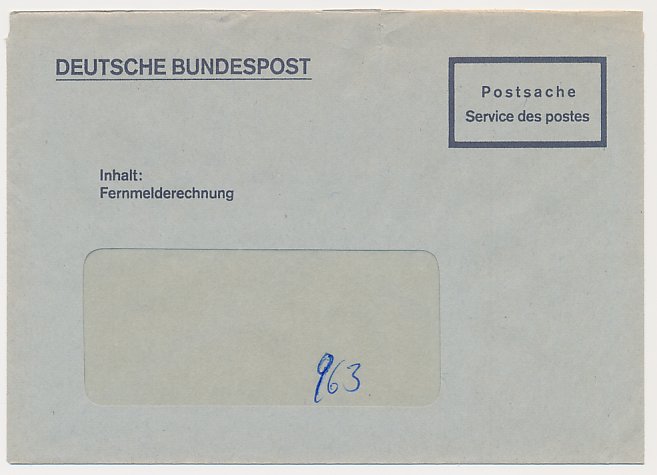 DEUTSCHE BUNDESPOST
Postsache
Service des postes
Inhalt:
Fernmelderechnung
963